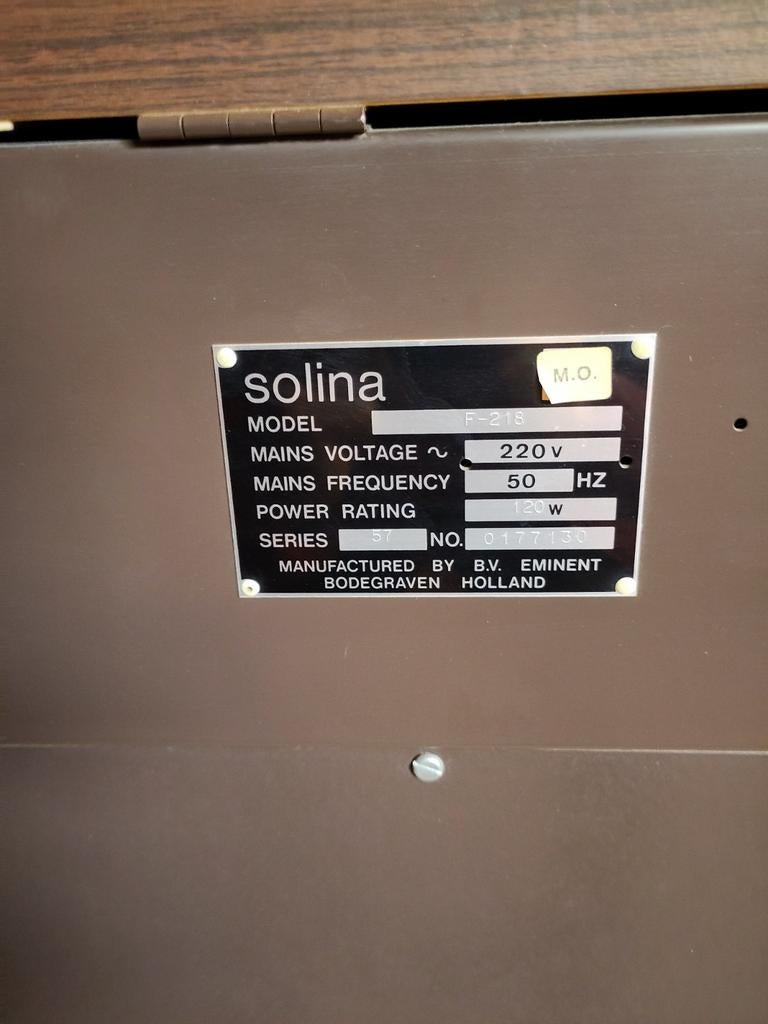 solina
M.O.
MODEL F-218
MAINS VOLTAGE ~ 220V
MAINS FREQUENCY 50 HZ
POWER RATING 120W
SERIES 57 NO. 0177130
MANUFACTURED BY B.V. EMINENT
BODEGRAVEN HOLLAND